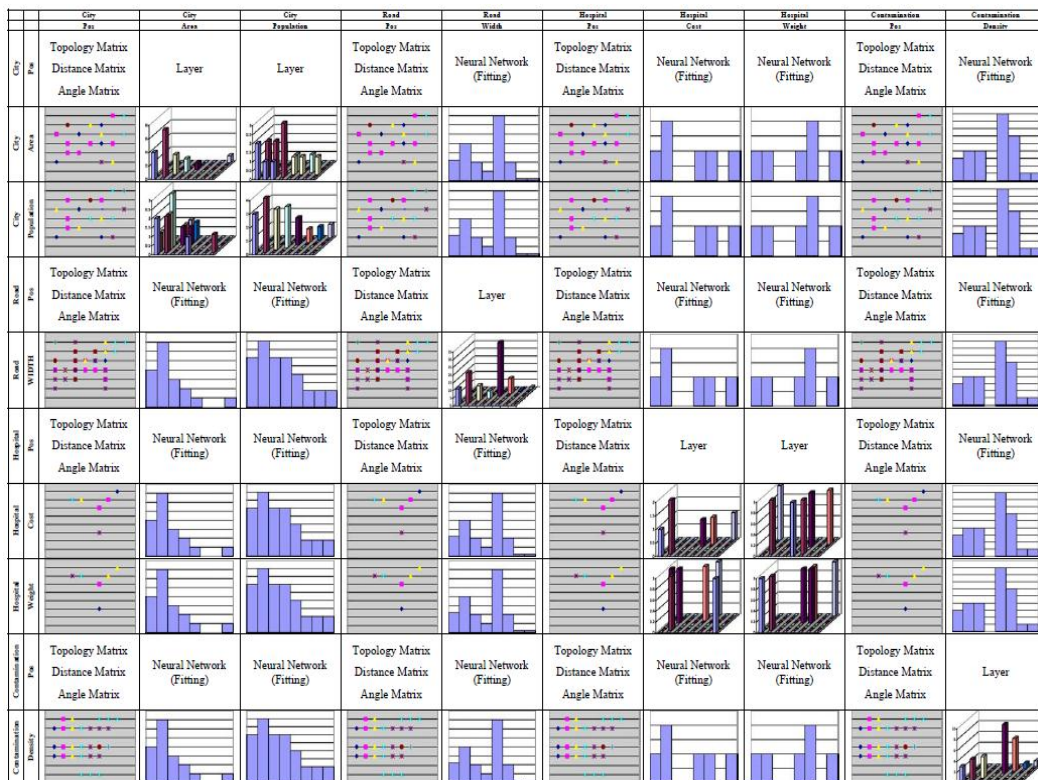 City City City Road Road Hospital Hospital Hospital Contamination Contamination
Pos Area Population Pos Width Pos Cost Weight Pos Density
City Pos
Topology Matrix
Distance Matrix
Angle Matrix
Layer
Layer
Topology Matrix
Distance Matrix
Angle Matrix
Neural Network
(Fitting)
Topology Matrix
Distance Matrix
Angle Matrix
Neural Network
(Fitting)
Neural Network
(Fitting)
Topology Matrix
Distance Matrix
Angle Matrix
Neural Network
(Fitting)
City Area
City Population
Road Pos
Topology Matrix
Distance Matrix
Angle Matrix
Neural Network
(Fitting)
Neural Network
(Fitting)
Topology Matrix
Distance Matrix
Angle Matrix
Layer
Topology Matrix
Distance Matrix
Angle Matrix
Neural Network
(Fitting)
Neural Network
(Fitting)
Topology Matrix
Distance Matrix
Angle Matrix
Neural Network
(Fitting)
Road WIDTH
Hospital Pos
Topology Matrix
Distance Matrix
Angle Matrix
Neural Network
(Fitting)
Neural Network
(Fitting)
Topology Matrix
Distance Matrix
Angle Matrix
Neural Network
(Fitting)
Topology Matrix
Distance Matrix
Angle Matrix
Layer
Layer
Topology Matrix
Distance Matrix
Angle Matrix
Neural Network
(Fitting)
Hospital Cost
Hospital Weight
Contamination Pos
Topology Matrix
Distance Matrix
Angle Matrix
Neural Network
(Fitting)
Neural Network
(Fitting)
Topology Matrix
Distance Matrix
Angle Matrix
Neural Network
(Fitting)
Topology Matrix
Distance Matrix
Angle Matrix
Neural Network
(Fitting)
Neural Network
(Fitting)
Topology Matrix
Distance Matrix
Angle Matrix
Layer
Contamination Density